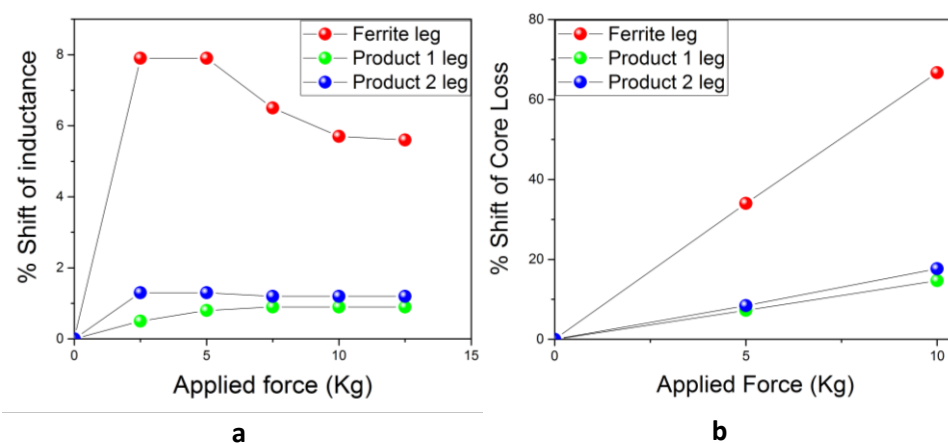 % Shift of inductance
8
6
4
2
0
Ferrite leg
Product 1 leg
Product 2 leg
0 5 10 15
Applied force (Kg)
a
% Shift of Core Loss
80
60
40
20
0
Ferrite leg
Product 1 leg
Product 2 leg
0 5 10
Applied Force (Kg)
b